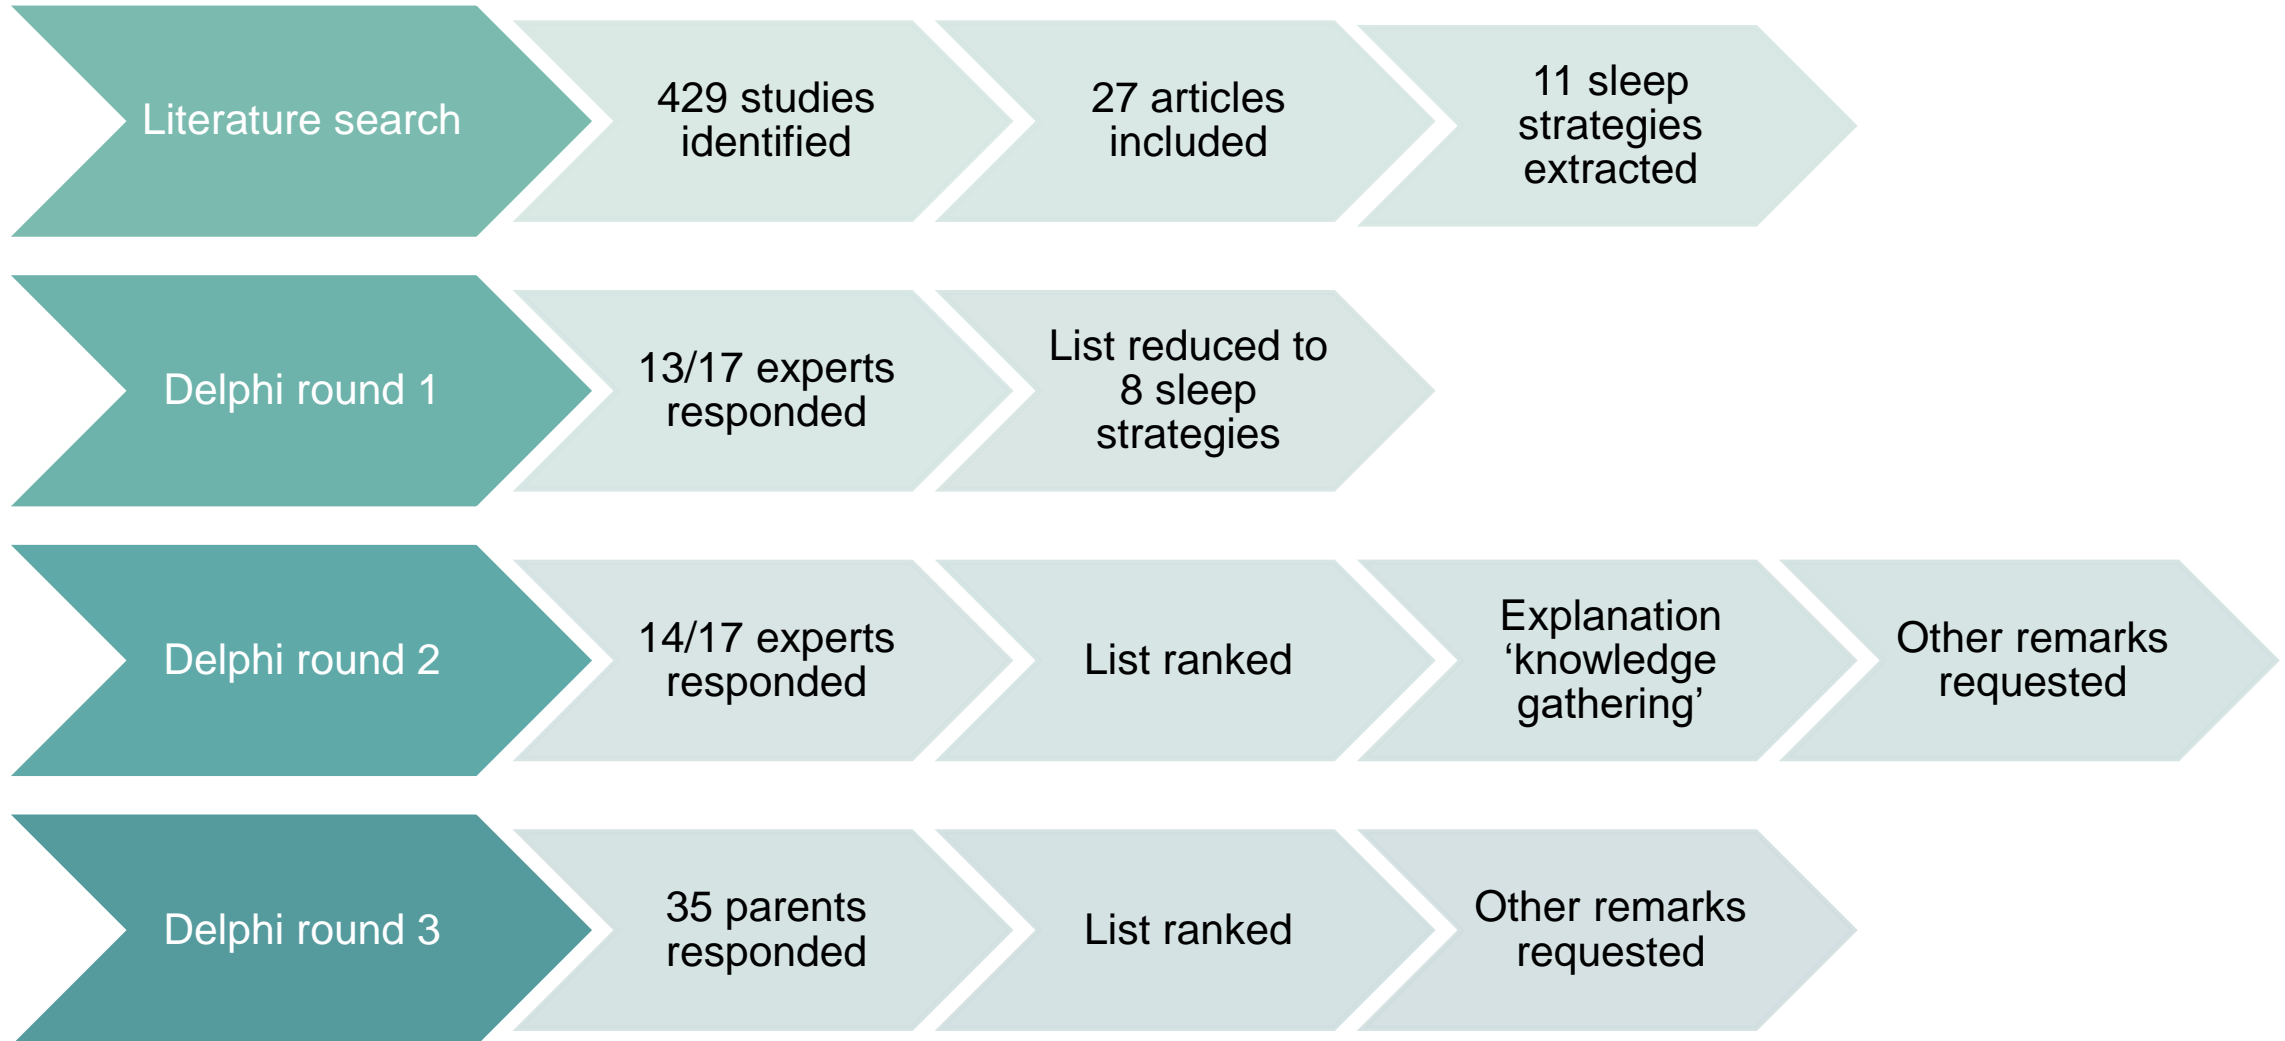 Literature search
429 studies
identified
27 articles
included
11 sleep
strategies
extracted
Delphi round 1
13/17 experts
responded
List reduced to
8 sleep
strategies
Delphi round 2
14/17 experts
responded
List ranked
Explanation
‘knowledge
gathering’
Other remarks
requested
Delphi round 3
35 parents
responded
List ranked
Other remarks
requested